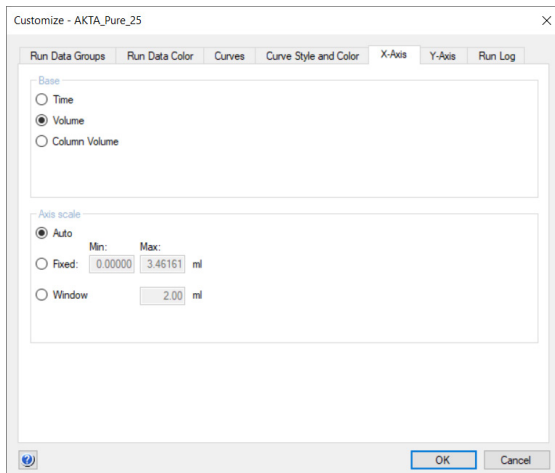 Customize - AKTA_Pure_25
Run Data Groups Run Data Color Curves Curve Style and Color X-Axis Y-Axis Run Log
Base
Time
Volume
Column Volume
Axis scale
Auto
Min: Max:
Fixed: 0.00000 3.46161 ml
Window 2.00 ml
OK Cancel